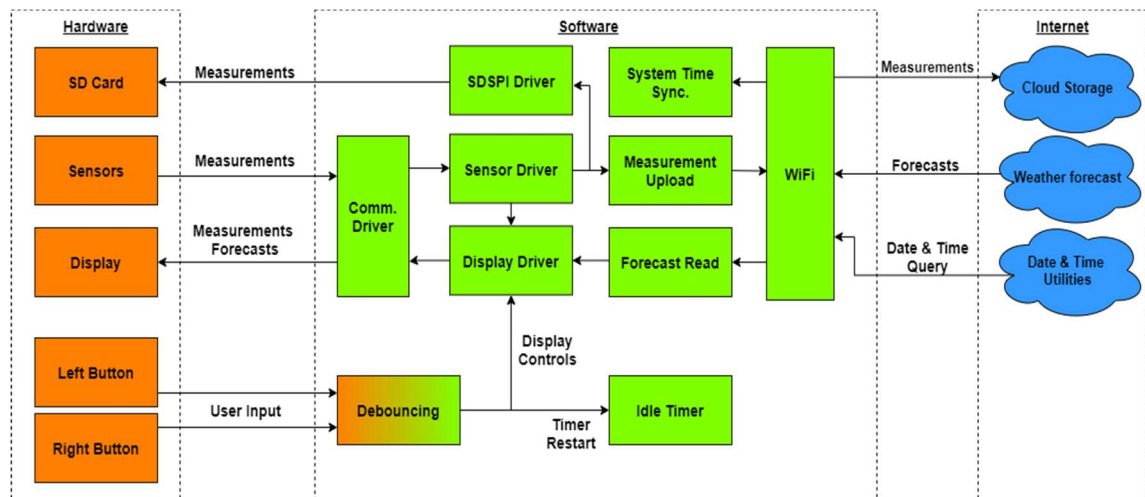 Hardware
Software
Internet
SD Card
Measurements
SDSPI Driver
System Time
Sync.
Measurements
Cloud Storage
Sensors
Measurements
Comm.
Driver
Sensor Driver
Measurement
Upload
WiFi
Forecasts
Weather forecast
Display
Measurements
Forecasts
Display Driver
Forecast Read
Date & Time
Query
Date & Time
Utilities
Left Button
Right Button
User Input
Debouncing
Display
Controls
Timer
Restart
Idle Timer